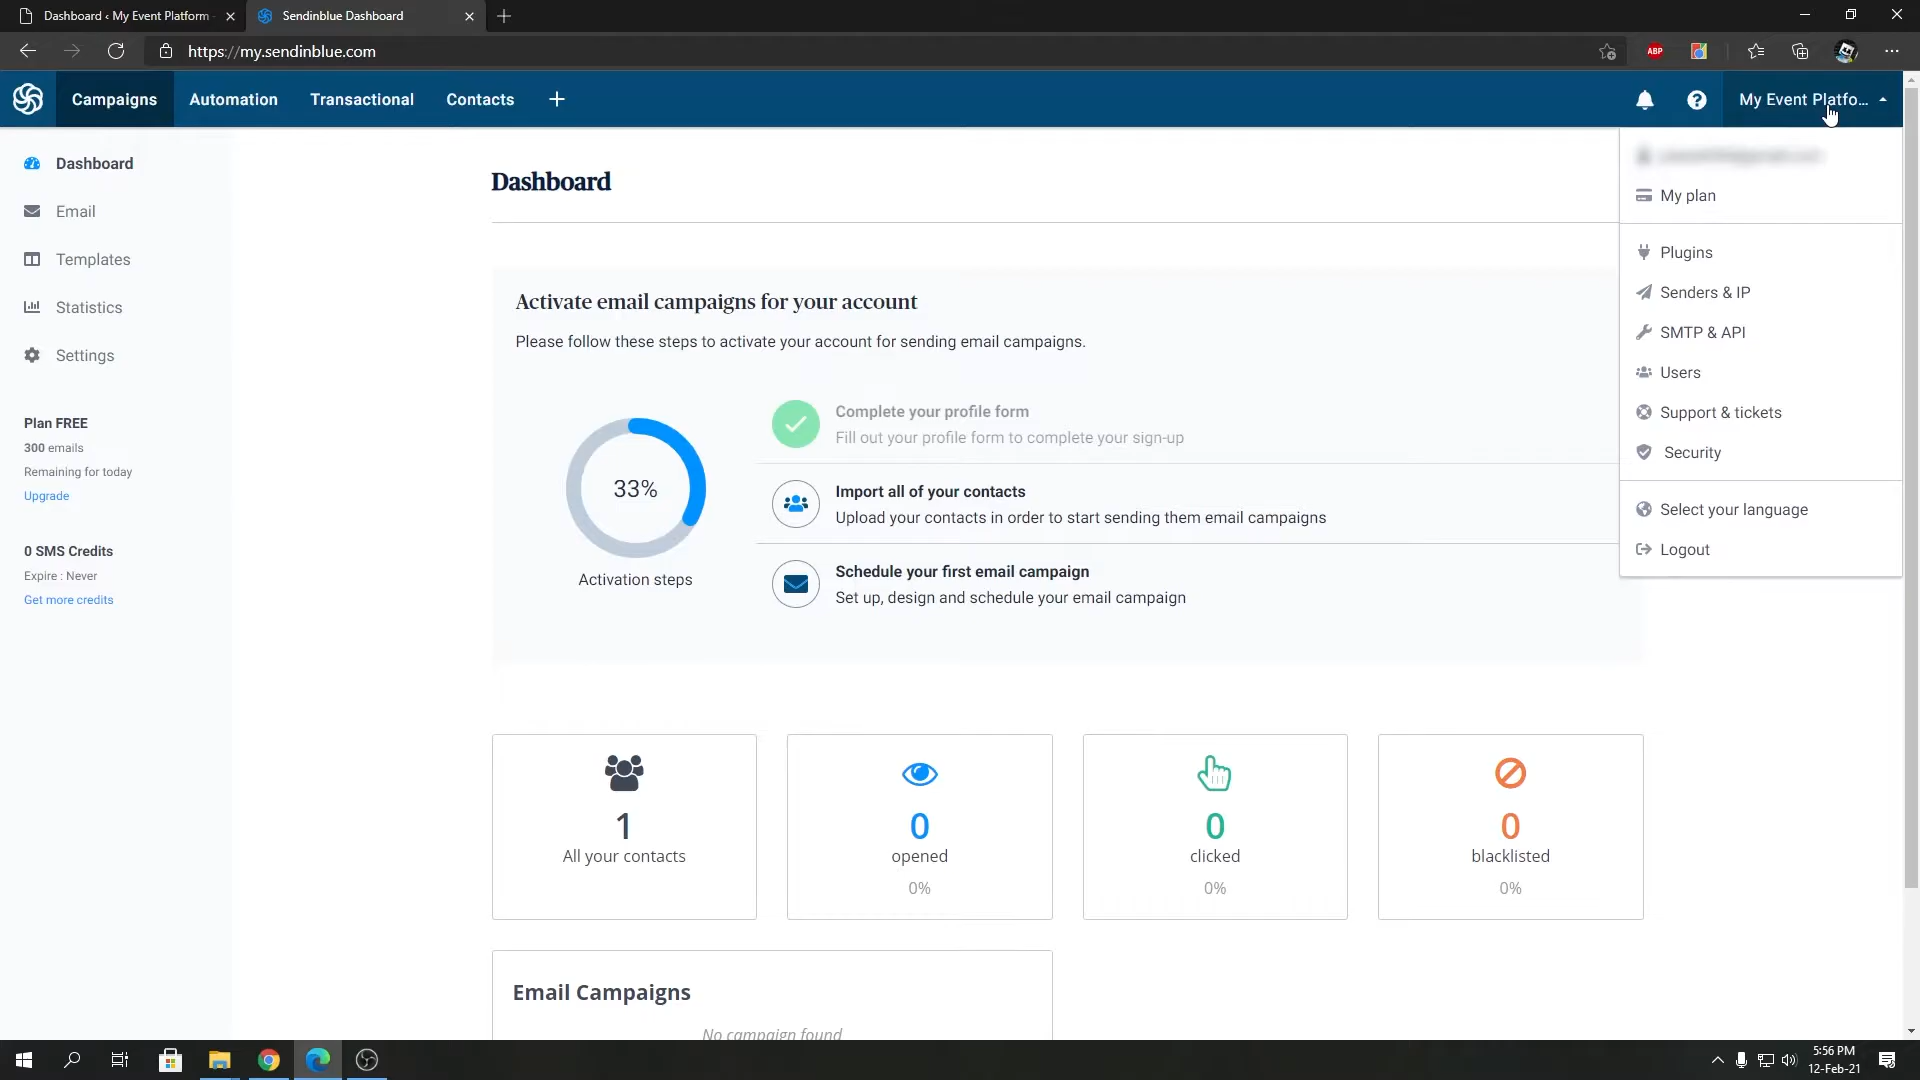 Dashboard ‹ My Event Platform
Sendinblue Dashboard
https://my.sendinblue.com
ABP
Campaigns
Automation
Transactional
Contacts
My Event Platfo...
Dashboard
Email
Templates
Statistics
Settings
Plan FREE
300 emails
Remaining for today
Upgrade
0 SMS Credits
Expire : Never
Get more credits
Dashboard
Activate email campaigns for your account
Please follow these steps to activate your account for sending email campaigns.
33%
Activation steps
Complete your profile form
Fill out your profile form to complete your sign-up
Import all of your contacts
Upload your contacts in order to start sending them email campaigns
Schedule your first email campaign
Set up, design and schedule your email campaign
1
All your contacts
0
opened
0%
0
clicked
0%
0
blacklisted
0%
Email Campaigns
No campaign found
My plan
Plugins
Senders & IP
SMTP & API
Users
Support & tickets
Security
Select your language
Logout
5:56 PM
12-Feb-21